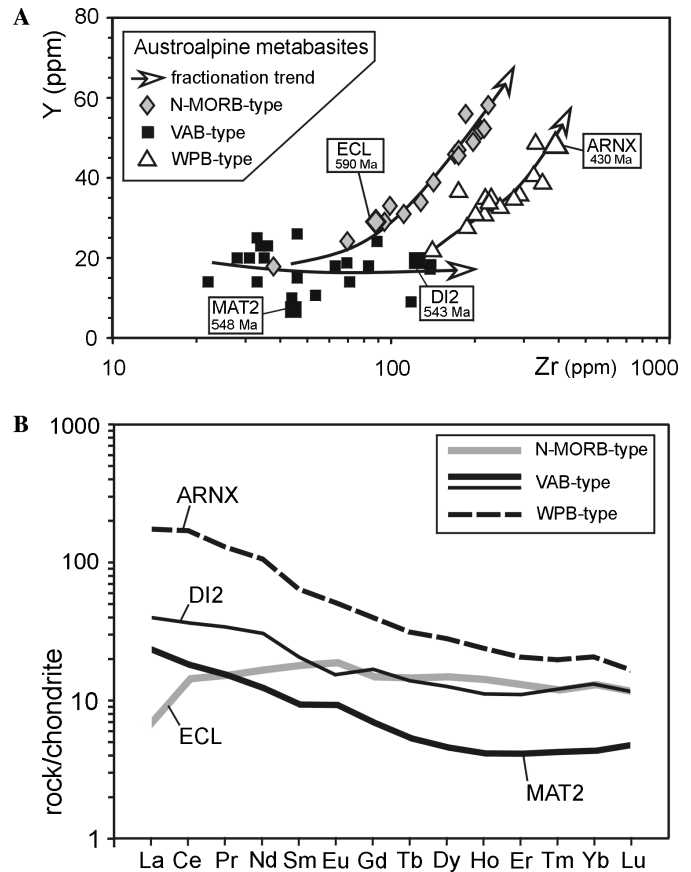 A
Y (ppm)
80
60
40
20
0
Austroalpine metabasites
fractionation trend
N-MORB-type
VAB-type
WPB-type
ECL
590 Ma
ARNX
430 Ma
MAT2
548 Ma
DI2
543 Ma
10
100
Zr (ppm)
1000
B
rock/chondrite
1000
100
10
1
N-MORB-type
VAB-type
WPB-type
ARNX
DI2
ECL
MAT2
La Ce Pr Nd Sm Eu Gd Tb Dy Ho Er Tm Yb Lu